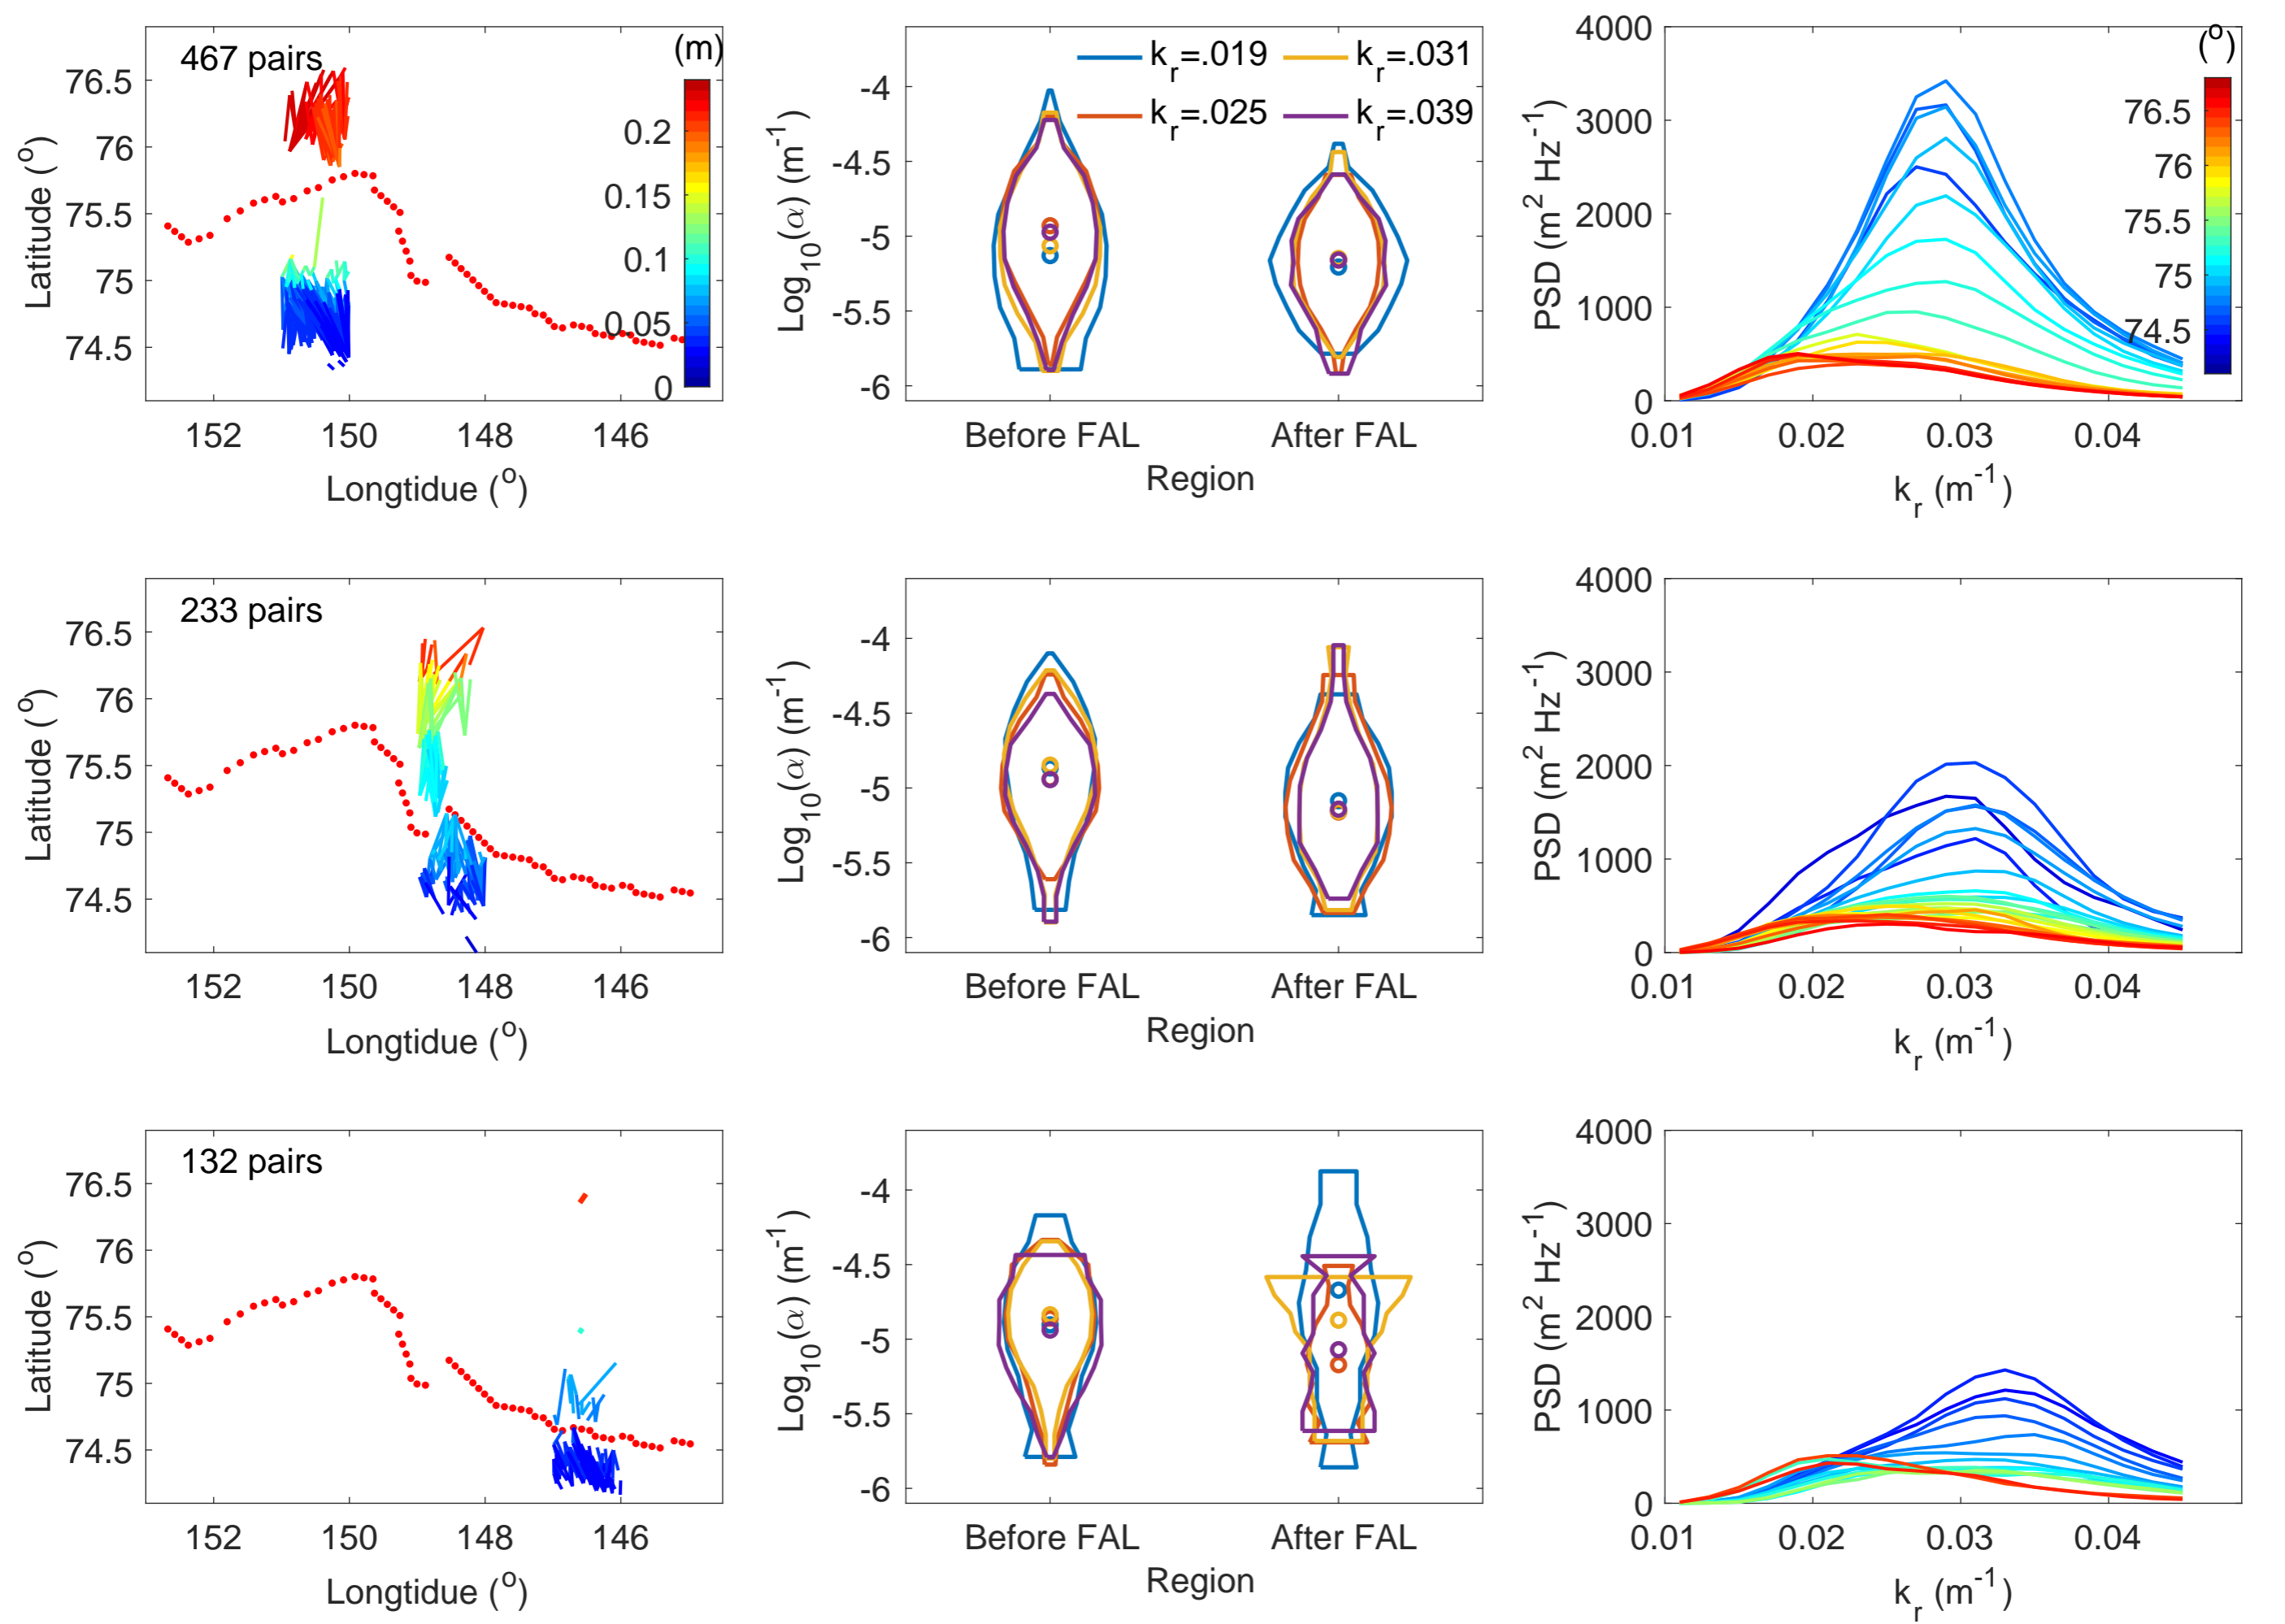 467 pairs
(m)
76.5
76
75.5
75
74.5
0.2
0.15
0.1
0.05
0
Latitude (o)
152 150 148 146
Longtidue (o)
kr=.019 kr=.031
kr=.025 kr=.039
-4
-4.5
-5
-5.5
-6
Log10(α) (m-1)
Before FAL After FAL
Region
4000
3000
2000
1000
0
PSD (m2 Hz-1)
(o)
76.5
76
75.5
75
74.5
0.01 0.02 0.03 0.04
kr (m-1)
233 pairs
76.5
76
75.5
75
74.5
Latitude (o)
152 150 148 146
Longtidue (o)
-4
-4.5
-5
-5.5
-6
Log10(α) (m-1)
Before FAL After FAL
Region
4000
3000
2000
1000
0
PSD (m2 Hz-1)
0.01 0.02 0.03 0.04
kr (m-1)
132 pairs
76.5
76
75.5
75
74.5
Latitude (o)
152 150 148 146
Longtidue (o)
-4
-4.5
-5
-5.5
-6
Log10(α) (m-1)
Before FAL After FAL
Region
4000
3000
2000
1000
0
PSD (m2 Hz-1)
0.01 0.02 0.03 0.04
kr (m-1)